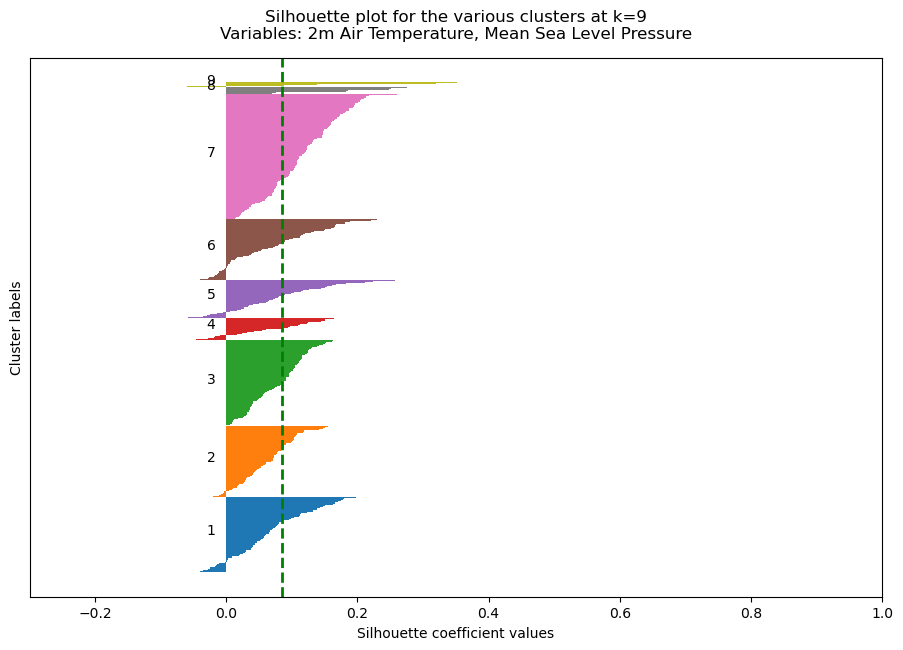 Silhouette plot for the various clusters at k=9
Variables: 2m Air Temperature, Mean Sea Level Pressure
Cluster labels
9
8
7
6
5
4
3
2
1
−0.2 0.0 0.2 0.4 0.6 0.8 1.0
Silhouette coefficient values